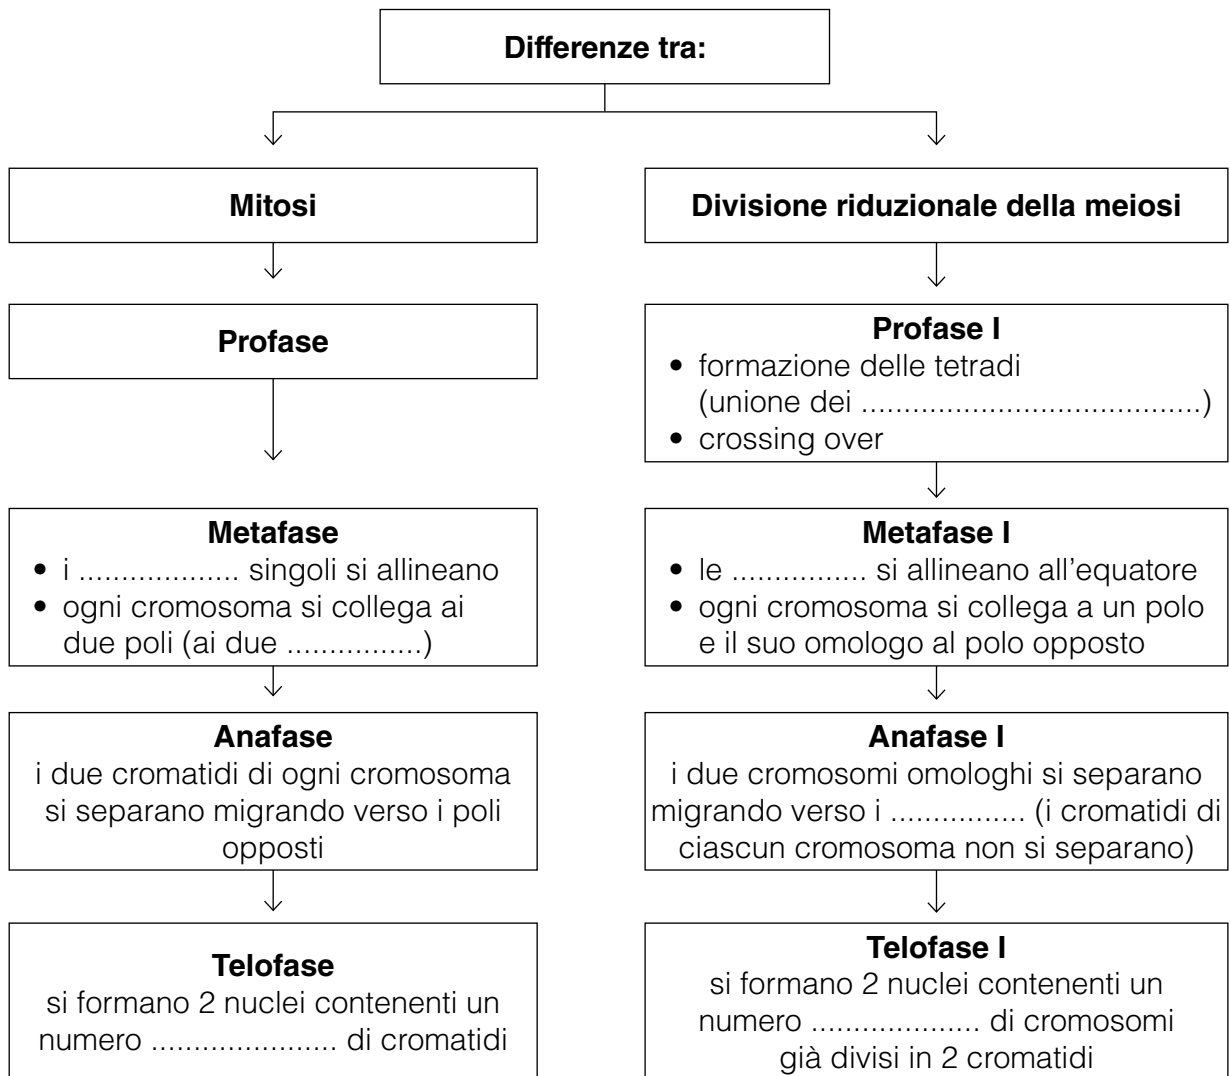 Differenze tra:
Mitosi
Divisione riduzionale della meiosi
Profase
Profase I
• formazione delle tetradi
(unione dei ........................................)
• crossing over
Metafase
• i ................... singoli si allineano
• ogni cromosoma si collega ai
due poli (ai due ................)
Metafase I
• le ................ si allineano all'equatore
• ogni cromosoma si collega a un polo
e il suo omologo al polo opposto
Anafase
i due cromatidi di ogni cromosoma
si separano migrando verso i poli
opposti
Anafase I
i due cromosomi omologhi si separano
migrando verso i ................ (i cromatidi di
ciascun cromosoma non si separano)
Telofase
si formano 2 nuclei contenenti un
numero ...................... di cromatidi
Telofase I
si formano 2 nuclei contenenti un
numero .................... di cromosomi
già divisi in 2 cromatidi